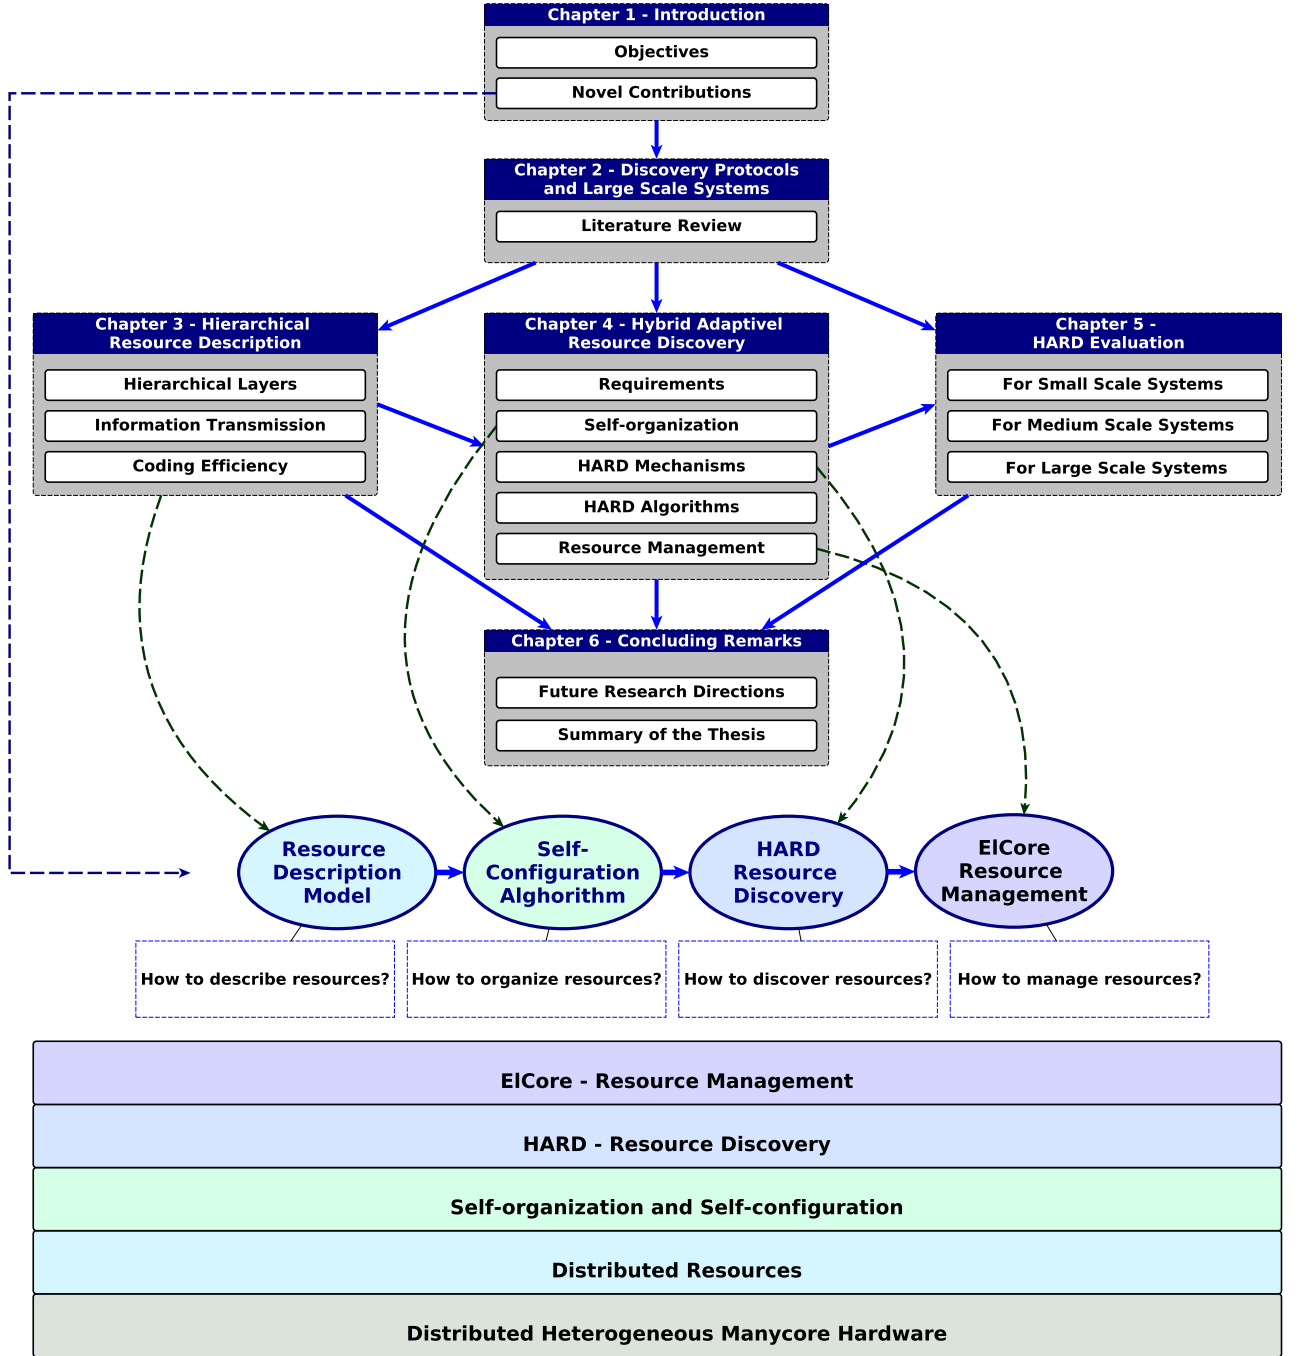 Chapter 1 - Introduction
Objectives
Novel Contributions
Chapter 2 - Discovery Protocols
and Large Scale Systems
Literature Review
Chapter 3 - Hierarchical
Resource Description
Hierarchical Layers
Information Transmission
Coding Efficiency
Chapter 4 - Hybrid Adaptivel
Resource Discovery
Requirements
Self-organization
HARD Mechanisms
HARD Algorithms
Resource Management
Chapter 5 -
HARD Evaluation
For Small Scale Systems
For Medium Scale Systems
For Large Scale Systems
Chapter 6 - Concluding Remarks
Future Research Directions
Summary of the Thesis
Resource
Description
Model
Self-
Configuration
Alghorithm
HARD
Resource
Discovery
ElCore
Resource
Management
How to describe resources?
How to organize resources?
How to discover resources?
How to manage resources?
ElCore - Resource Management
HARD - Resource Discovery
Self-organization and Self-configuration
Distributed Resources
Distributed Heterogeneous Manycore Hardware